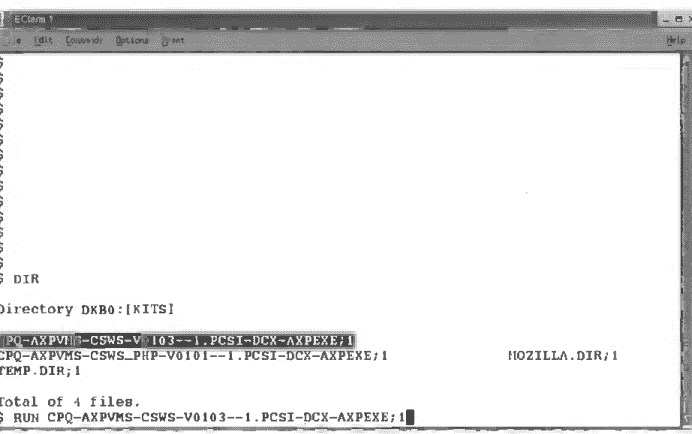 DECterm 1
File Edit Commands Options Print Help
$
$
$
$
$
$
$
$
$
$
$
$
$
$
$ DIR
Directory DKB0:[KITS]
CPQ-AXPVMS-CSWS-V0103--1.PCSI-DCX-AXPEXE;1
CPQ-AXPVMS-CSWS_PHP-V0101--1.PCSI-DCX-AXPEXE;1 MOZILLA.DIR;1
TEMP.DIR;1
Total of 4 files.
$ RUN CPQ-AXPVMS-CSWS-V0103--1.PCSI-DCX-AXPEXE;1